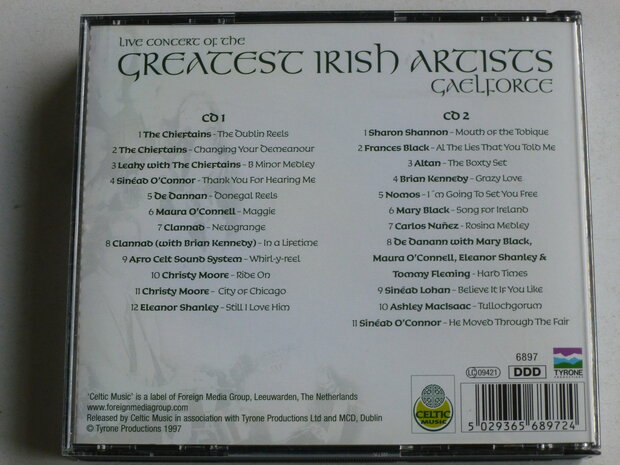 Live Concert of the
Greatest Irish Artists
Gaelforce
CD 1
1 The Chieftains - The Dublin Reels
2 The Chieftains - Changing Your Demeanour
3 Leahy with The Chieftains - B Minor Medley
4 Sinéad O'Connor - Thank You For Hearing Me
5 De Dannan - Donegal Reels
6 Maura O'Connell - Maggie
7 Clannab - Newgrange
8 Clannab (with Brian Kennedy) - In a Lifetime
9 Afro Celt Sound System - Whirl-y-reel
10 Christy Moore - Ride On
11 Christy Moore - City of Chicago
12 Eleanor Shanley - Still I Love Him
CD 2
1 Sharon Shannon - Mouth of the Tobique
2 Frances Black - Al The Lies That You Told Me
3 Altan - The Boxty Set
4 Brian Kennedy - Grazy Love
5 Nomos - I´m Going To Set You Free
6 Mary Black - Song for Ireland
7 Carlos Nuñez - Rosina Medley
8 De Danann with Mary Black,
Maura O'Connell, Eleanor Shanley &
Tommy Fleming - Hard Times
9 Sinéad Lohan - Believe It If You Like
10 Ashley MacIsaac - Tullochgorum
11 Sinéad O'Connor - He Moved Through The Fair
6897
LC 09421
DDD
TYRONE
CELTIC
MUSIC
5 029365 689724
'Celtic Music' is a label of Foreign Media Group, Leeuwarden, The Netherlands
www.foreignmediagroup.com
Released by Celtic Music in association with Tyrone Productions Ltd and MCD, Dublin
© Tyrone Productions 1997